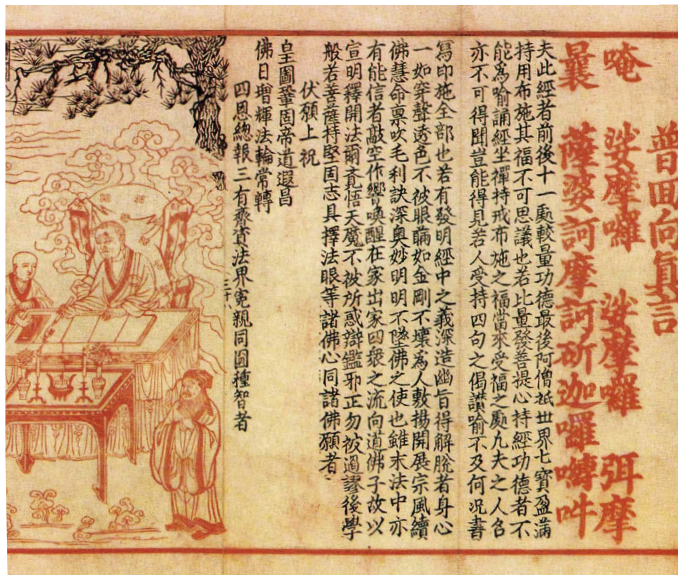 普回向眞言
唵 娑摩囉 娑摩囉 弭摩
曩 薩婆訶摩訶斫迦囉嚩吽
夫此經者前後十一處較量功德最後阿僧祇世界七寶盈滿
持用布施其福不可思議也若比量發菩提心持經功德者不
能為喻誦經坐禪持戒布施之福當來受福之處凡夫之人名
亦不可得聞豈能得見若人受持四句之偈讚喻不及何況書
寫印施全部也若有發明經中之義深造幽旨得解脫者身心
一如穿聲透色不被眼瞞如金剛不壞為人敷揚開展宗風續
佛慧命禀吹毛利訣深奧妙明明不墜佛之使也雖末法中亦
有能信者敲空作響喚醒在家出家四衆之流向道佛子故以
宣明釋開法爾悟天魔不被所惑辯鑑邪正勿被過謾後學
般若菩薩持堅固志具擇法眼等諸佛心同諸佛願者
伏願上祝
皇圖鞏固帝道遐昌
佛日增輝法輪常轉
四恩總報三有齊資法界冤親同圓種智者
三十八